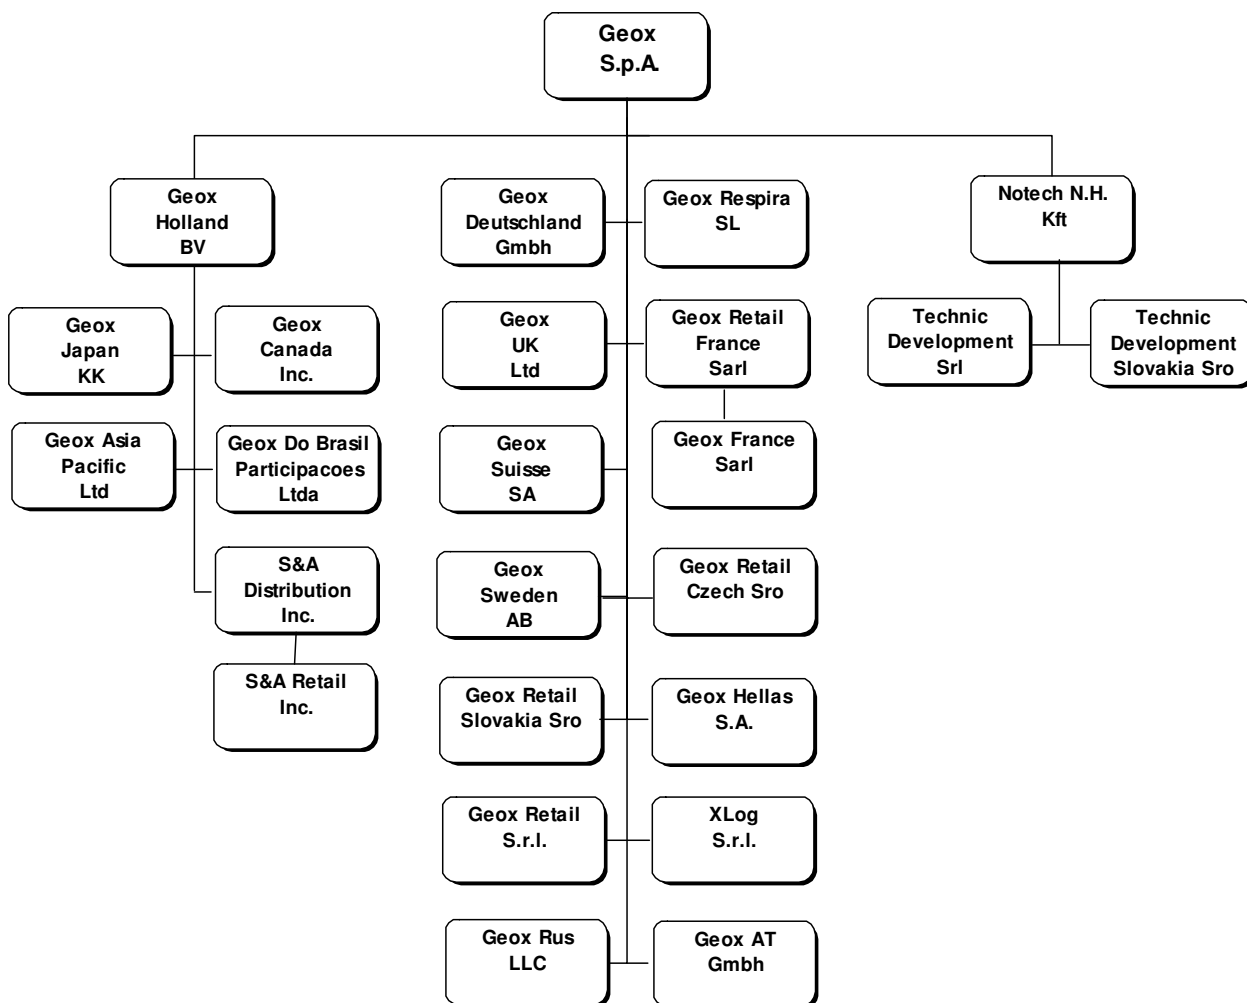 Geox
S.p.A.
Geox
Holland
BV
Geox
Deutschland
Gmbh
Geox Respira
SL
Notech N.H.
Kft
Geox
Japan
KK
Geox
Canada
Inc.
Geox
UK
Ltd
Geox Retail
France
Sarl
Technic
Development
Srl
Technic
Development
Slovakia Sro
Geox Asia
Pacific
Ltd
Geox Do Brasil
Participacoes
Ltda
Geox
Suisse
SA
Geox France
Sarl
S&A
Distribution
Inc.
Geox
Sweden
AB
Geox Retail
Czech Sro
S&A Retail
Inc.
Geox Retail
Slovakia Sro
Geox Hellas
S.A.
Geox Retail
S.r.l.
XLog
S.r.l.
Geox Rus
LLC
Geox AT
Gmbh